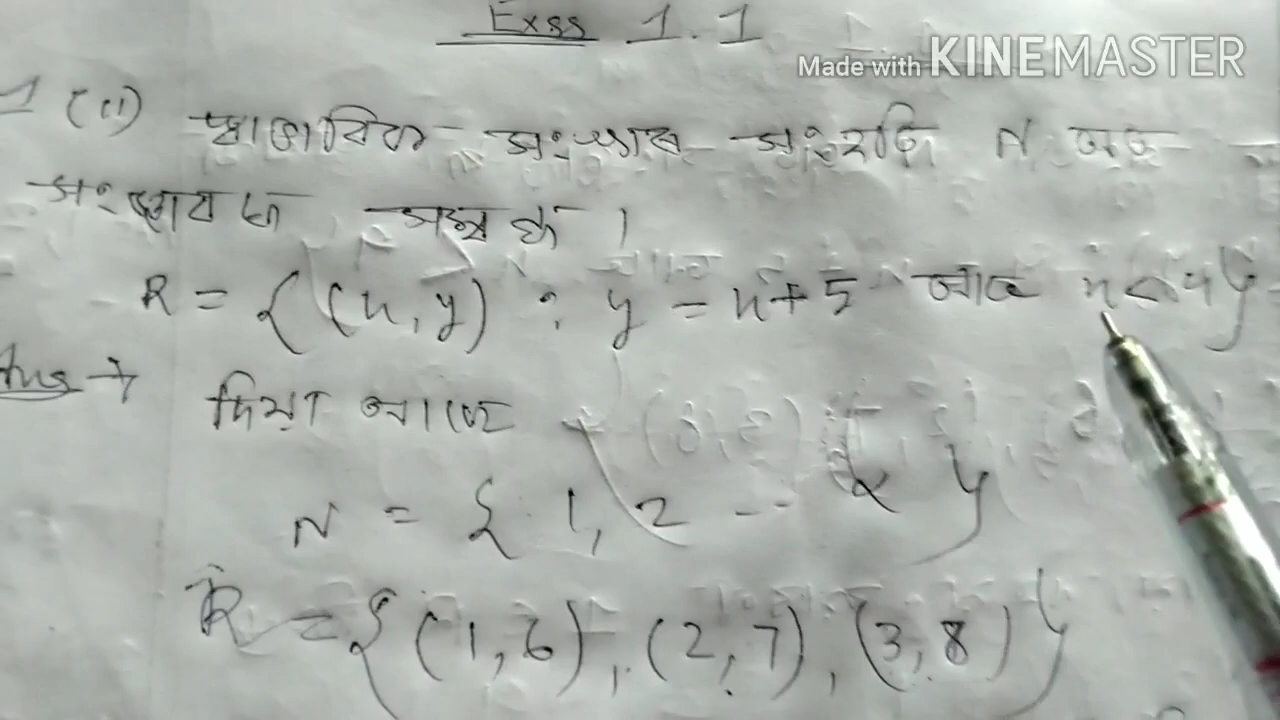 Exss 1.1
Made with KINEMASTER
1 (ii) স্বাভাৱিক সংখ্যাৰ সংহতি N ত
সংজ্ঞাবদ্ধ সম্বন্ধ ।
R = { (x, y) : y = x + 5 আৰু x < 4 }
Ans → দিয়া আছে
N = { 1, 2 --- }
R = { (1, 6), (2, 7), (3, 8) }